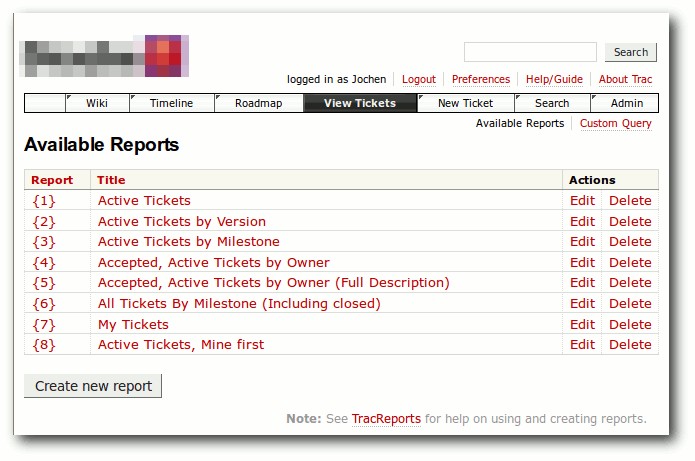 Search
logged in as Jochen Logout Preferences Help/Guide About Trac
Wiki Timeline Roadmap View Tickets New Ticket Search Admin
Available Reports Custom Query
Available Reports
Report Title Actions
{1} Active Tickets Edit Delete
{2} Active Tickets by Version Edit Delete
{3} Active Tickets by Milestone Edit Delete
{4} Accepted, Active Tickets by Owner Edit Delete
{5} Accepted, Active Tickets by Owner (Full Description) Edit Delete
{6} All Tickets By Milestone (Including closed) Edit Delete
{7} My Tickets Edit Delete
{8} Active Tickets, Mine first Edit Delete
Create new report
Note: See TracReports for help on using and creating reports.